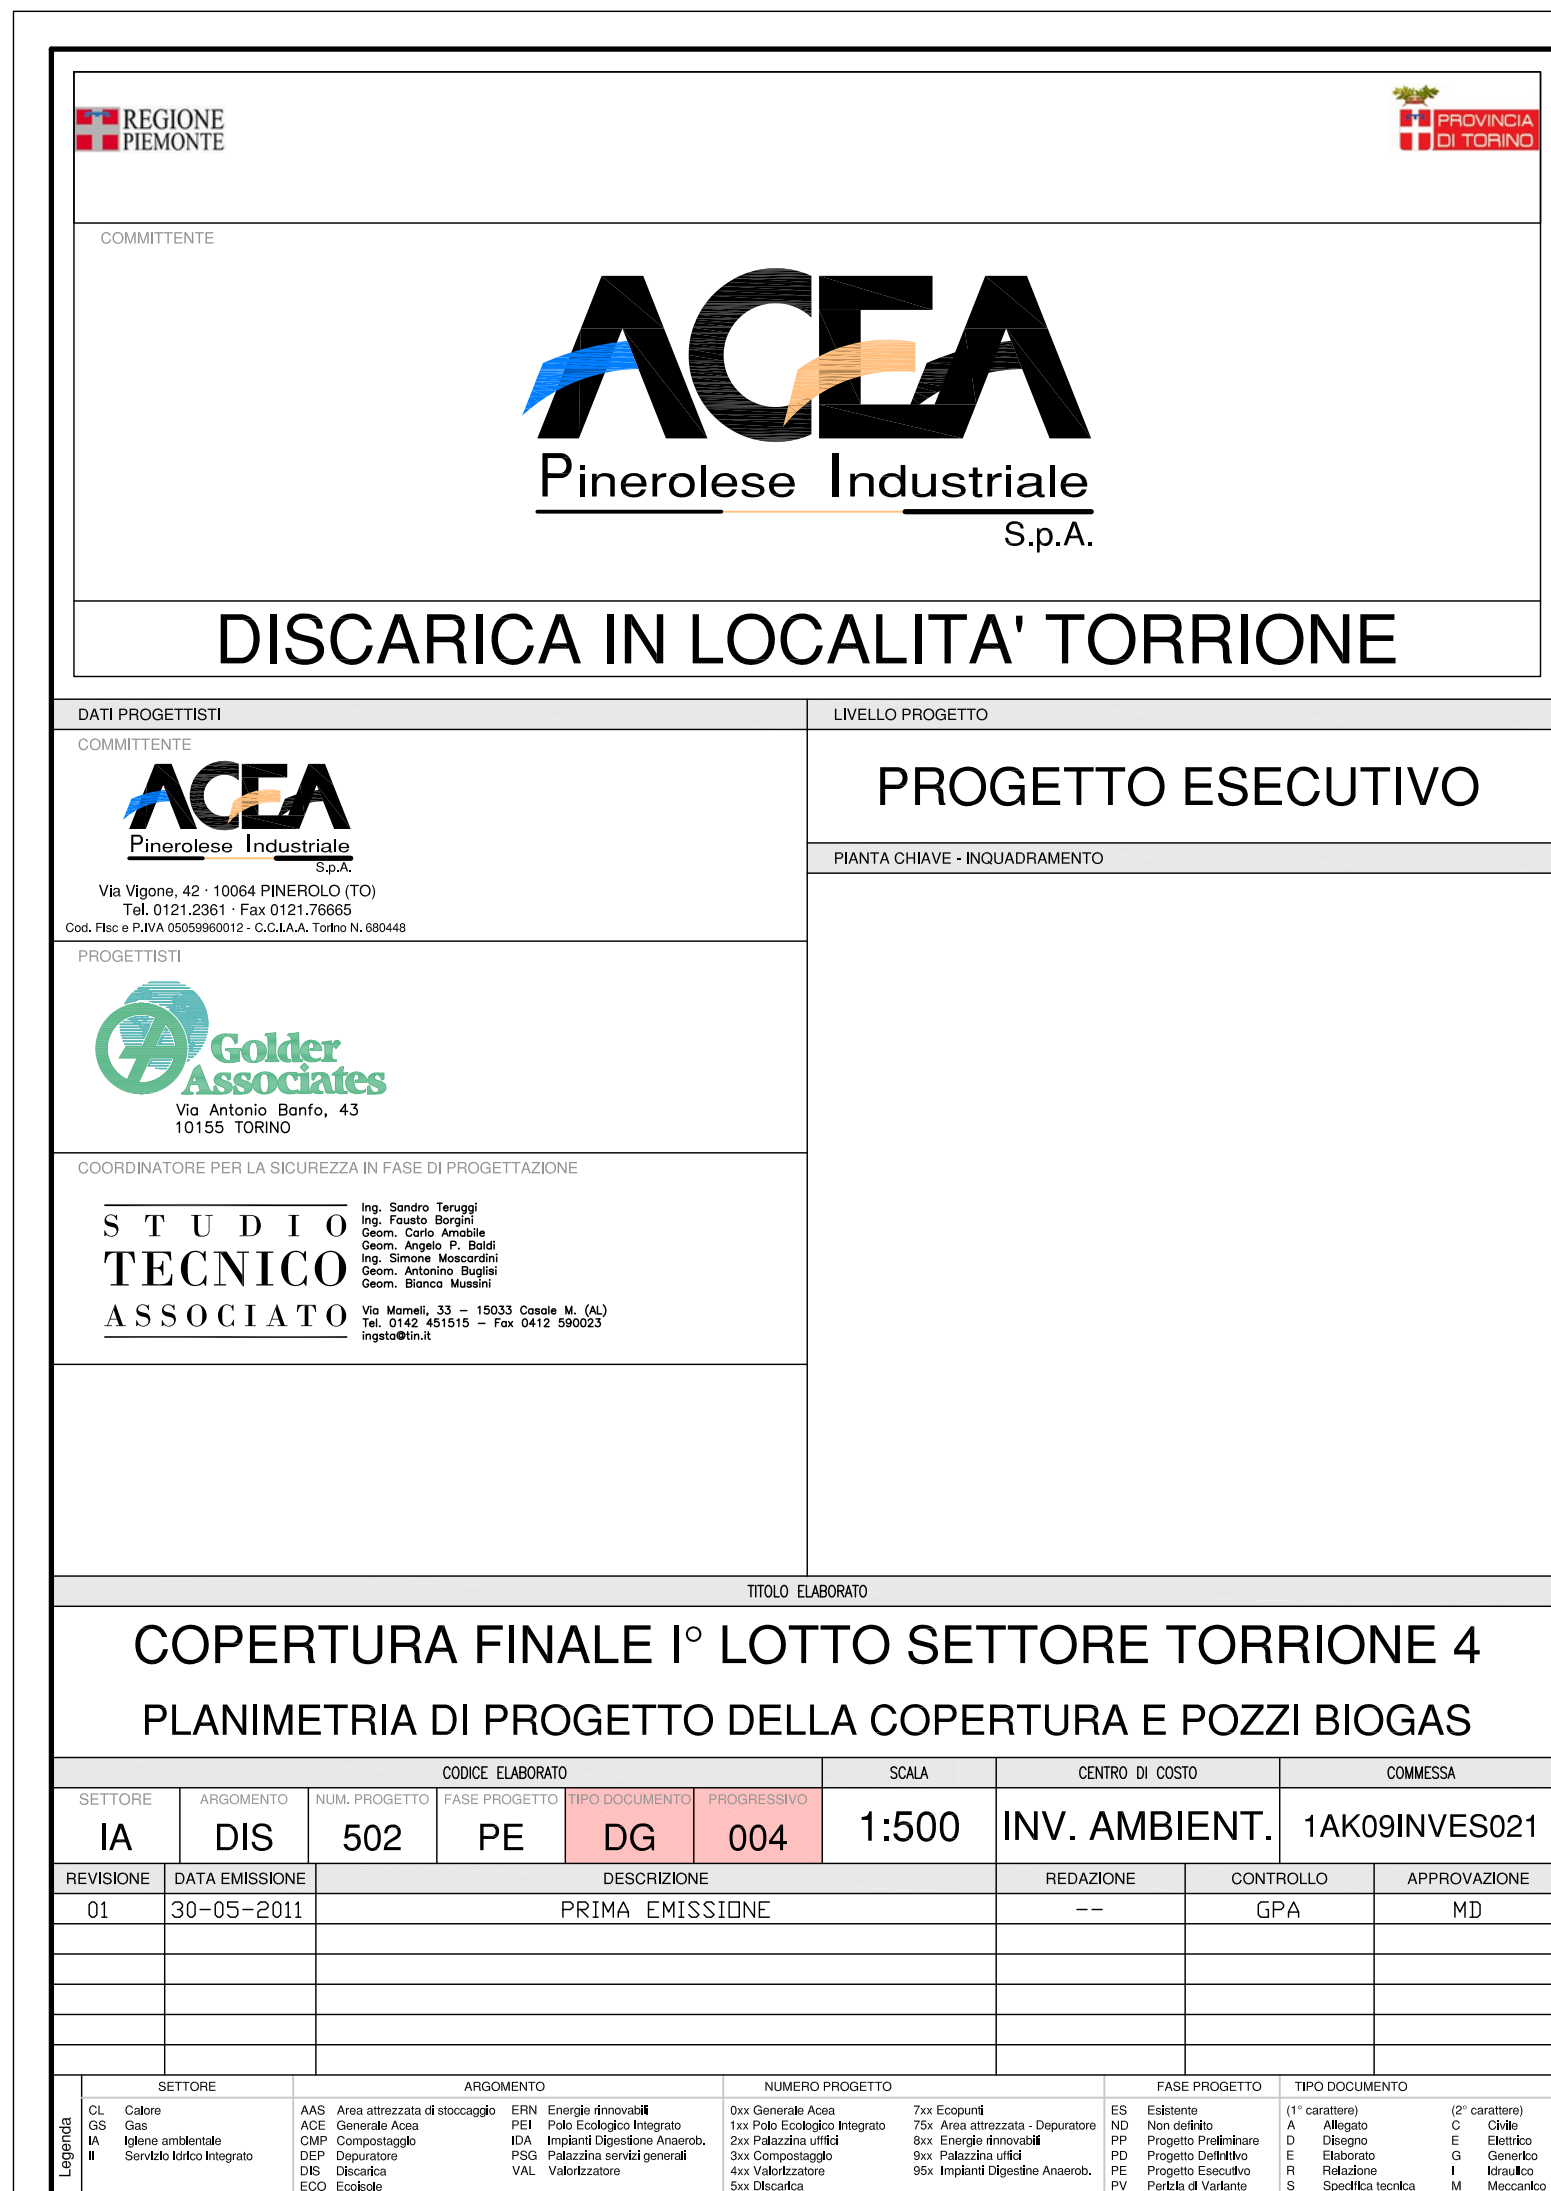 REGIONE
PIEMONTE
PROVINCIA
DI TORINO
COMMITTENTE
ACEA
Pinerolese Industriale
S.p.A.
DISCARICA IN LOCALITA' TORRIONE
DATI PROGETTISTI
LIVELLO PROGETTO
COMMITTENTE
ACEA
Pinerolese Industriale
S.p.A.
Via Vigone, 42 · 10064 PINEROLO (TO)
Tel. 0121.2361 · Fax 0121.76665
Cod. Fisc e P.IVA 05059960012 - C.C.I.A.A. Torino N. 680448
PROGETTO ESECUTIVO
PIANTA CHIAVE - INQUADRAMENTO
PROGETTISTI
Golder
Associates
Via Antonio Banfo, 43
10155 TORINO
COORDINATORE PER LA SICUREZZA IN FASE DI PROGETTAZIONE
STUDIO
TECNICO
ASSOCIATO
Ing. Sandro Teruggi
Ing. Fausto Borgini
Geom. Carlo Amabile
Geom. Angelo P. Baldi
Ing. Simone Moscardini
Geom. Antonino Buglisi
Geom. Bianca Mussini
Via Mameli, 33 – 15033 Casale M. (AL)
Tel. 0142 451515 – Fax 0412 590023
ingsta@tin.it
TITOLO ELABORATO
COPERTURA FINALE I° LOTTO SETTORE TORRIONE 4
PLANIMETRIA DI PROGETTO DELLA COPERTURA E POZZI BIOGAS
CODICE ELABORATO SCALA CENTRO DI COSTO COMMESSA
SETTORE ARGOMENTO NUM. PROGETTO FASE PROGETTO TIPO DOCUMENTO PROGRESSIVO
IA DIS 502 PE DG 004 1:500 INV. AMBIENT. 1AK09INVES021
REVISIONE DATA EMISSIONE DESCRIZIONE REDAZIONE CONTROLLO APPROVAZIONE
01 30-05-2011 PRIMA EMISSIONE -- GPA MD
Legenda
SETTORE
CL Calore
GS Gas
IA Igiene ambientale
II Servizio Idrico Integrato
ARGOMENTO
AAS Area attrezzata di stoccaggio
ACE Generale Acea
CMP Compostaggio
DEP Depuratore
DIS Discarica
ECO Ecoisole
ERN Energie rinnovabili
PEI Polo Ecologico Integrato
IDA Impianti Digestione Anaerob.
PSG Palazzina servizi generali
VAL Valorizzatore
NUMERO PROGETTO
0xx Generale Acea
1xx Polo Ecologico Integrato
2xx Palazzina ufffici
3xx Compostaggio
4xx Valorizzatore
5xx Discarica
7xx Ecopunti
75x Area attrezzata - Depuratore
8xx Energie rinnovabili
9xx Palazzina uffici
95x Impianti Digestine Anaerob.
FASE PROGETTO
ES Esistente
ND Non definito
PP Progetto Preliminare
PD Progetto Definitivo
PE Progetto Esecutivo
PV Perizia di Variante
TIPO DOCUMENTO
(1° carattere)
A Allegato
D Disegno
E Elaborato
R Relazione
S Specifica tecnica
(2° carattere)
C Civile
E Elettrico
G Generico
I Idraulico
M Meccanico